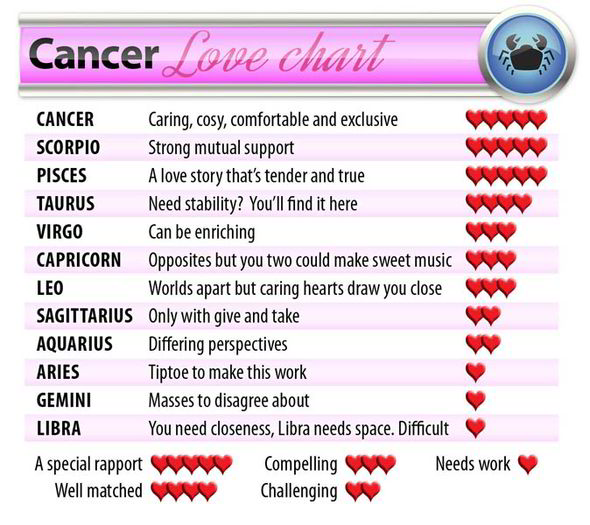 Cancer Love chart
CANCER Caring, cosy, comfortable and exclusive
SCORPIO Strong mutual support
PISCES A love story that's tender and true
TAURUS Need stability? You'll find it here
VIRGO Can be enriching
CAPRICORN Opposites but you two could make sweet music
LEO Worlds apart but caring hearts draw you close
SAGITTARIUS Only with give and take
AQUARIUS Differing perspectives
ARIES Tiptoe to make this work
GEMINI Masses to disagree about
LIBRA You need closeness, Libra needs space. Difficult
A special rapport Compelling Needs work
Well matched Challenging